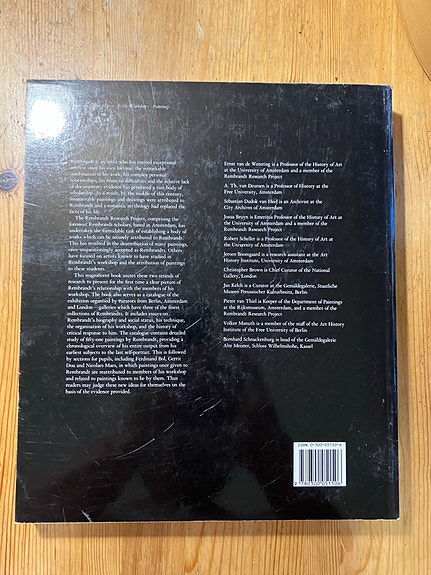 Workshop Paintings
Rembrandt is an artist who has exerted exceptional
combination of his work, his complex personal
relationships, his financial difficulties and the relative lack
of documentary evidence has prompted a vast body of
scholarship. As a result, by the middle of this century,
innumerable paintings and drawings were attributed to
Rembrandt and a romantic mythology had replaced the
facts of his life.
The Rembrandt Research Project, comprising the
foremost Rembrandt scholars, based in Amsterdam, has
undertaken the formidable task of establishing a body of
works which can be securely attributed to Rembrandt.
This has resulted in the deattribution of many paintings,
once unquestioningly accepted as Rembrandts. Others
have focused on artists known to have studied in
Rembrandt's workshop and the attribution of paintings
to these students.
This magnificent book unites these two strands of
research to present for the first time a clear picture of
Rembrandt's relationship with the members of his
workshop. The book also serves as a catalogue of the
exhibition organised by curators from Berlin, Amsterdam
and London—galleries which have three of the finest
collections of Rembrandts. It includes essays on
Rembrandt's biography and social status, his technique,
the organisation of his workshop, and the history of
critical response to him. The catalogue contains detailed
study of fifty-one paintings by Rembrandt, providing a
chronological overview of his entire output from his
earliest subjects to the last self-portrait. This is followed
by sections for pupils, including Ferdinand Bol, Gerrit
Dou and Nicolaes Maes, in which paintings once given to
Rembrandt are reattributed to members of his workshop
and related to paintings known to be by them. Thus
readers may judge these new ideas for themselves on the
basis of the evidence provided.
Ernst van de Wetering is Professor of the History of Art
at the University of Amsterdam and a member of the
Rembrandt Research Project
A. Th. van Deursen is Professor of History at the
Free University, Amsterdam
Sebastian Dudok van Heel is an Archivist at the
City Archives of Amsterdam
Josua Bruyn is Emeritus Professor of History of Art at
the University of Amsterdam and a member of the
Rembrandt Research Project
Robert Scheller is Professor of History of Art at
the University of Amsterdam
Jeroen Boomgaard is a research assistant at the Art
History Institute, University of Amsterdam
Christopher Brown is Chief Curator of the National
Gallery, London
Jan Kelch is a Curator at the Gemäldegalerie, Staatliche
Museen Preussischer Kulturbesitz, Berlin
Pieter van Thiel is Keeper of the Department of Paintings
at the Rijksmuseum, Amsterdam, and a member of the
Rembrandt Research Project
Volker Manuth is a member of the staff of the Art History
Institute of the Free University of Berlin
Bernhard Schnackenburg is head of the Gemäldegalerie
Alte Meister, Schloss Wilhelmshöhe, Kassel
ISBN 0-300-05150-6
9 780300 051506